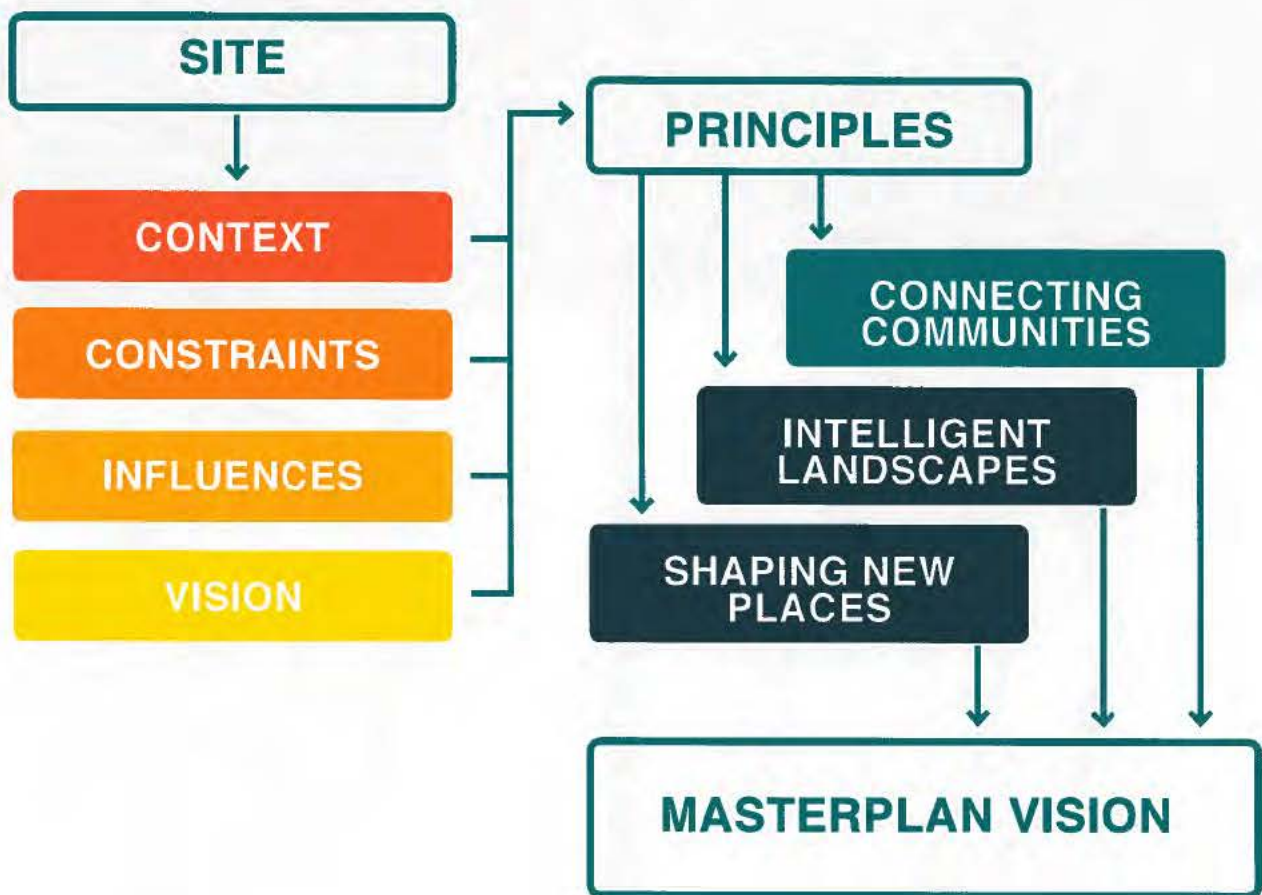 SITE
CONTEXT
CONSTRAINTS
INFLUENCES
VISION
PRINCIPLES
CONNECTING
COMMUNITIES
INTELLIGENT
LANDSCAPES
SHAPING NEW
PLACES
MASTERPLAN VISION